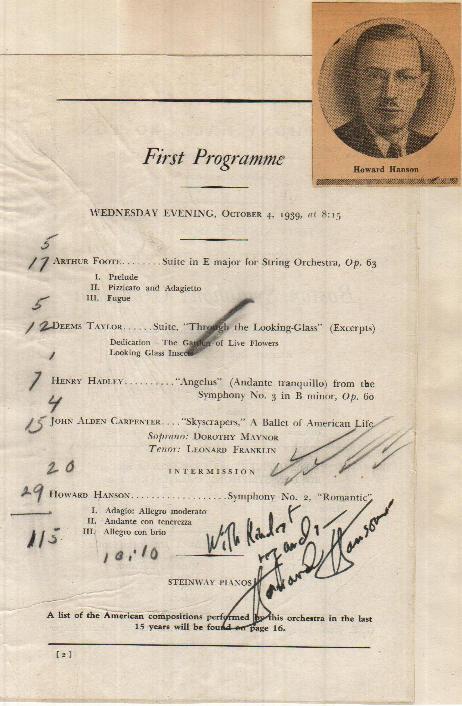 Howard Hanson
First Programme
WEDNESDAY EVENING, OCTOBER 4, 1939, at 8:15
5
17 ARTHUR FOOTE........Suite in E major for String Orchestra, Op. 63
I. Prelude
II. Pizzicato and Adagietto
III. Fugue
5
12 DEEMS TAYLOR......Suite, "Through the Looking-Glass" (Excerpts)
Dedication - The Garden of Live Flowers
Looking Glass Insects
1
7 HENRY HADLEY..........."Angelus" (Andante tranquillo) from the
Symphony No. 3 in B minor, Op. 60
4
15 JOHN ALDEN CARPENTER...."Skyscrapers," A Ballet of American Life
Soprano: DOROTHY MAYNOR
Tenor: LEONARD FRANKLIN
20
INTERMISSION
29 HOWARD HANSON....................Symphony No. 2, "Romantic"
I. Adagio: Allegro moderato
II. Andante con tenerezza
III. Allegro con brio
115
10:10
With kindest
regards—
Howard Hanson
STEINWAY PIANOS
A list of the American compositions performed by this orchestra in the last
15 years will be found on page 16.
[2]